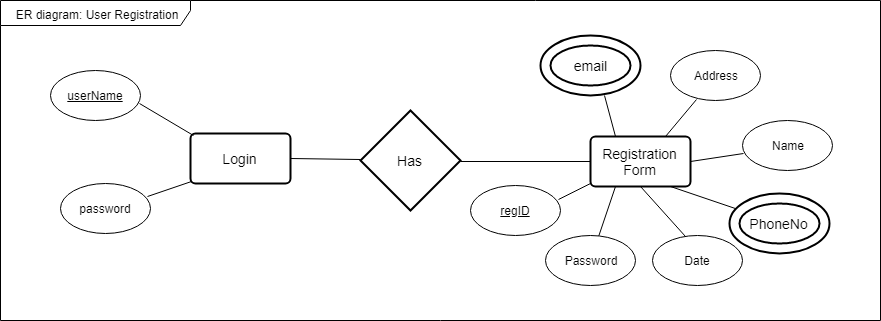 ER diagram: User Registration
email
Address
userName
Name
Login
Has
Registration
Form
password
regID
PhoneNo
Password
Date